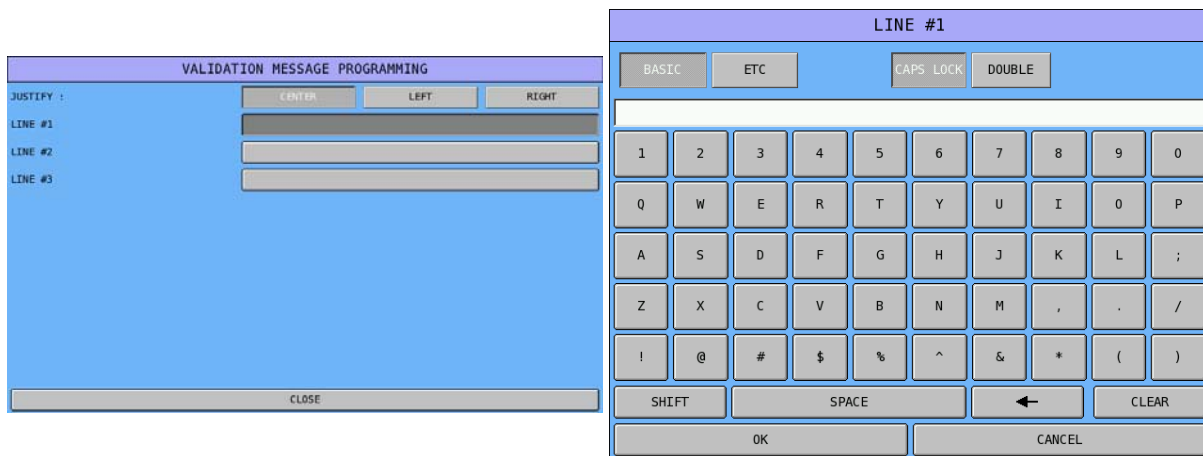 VALIDATION MESSAGE PROGRAMMING
JUSTIFY : CENTER LEFT RIGHT
LINE #1
LINE #2
LINE #3
CLOSE
LINE #1
BASIC ETC CAPS LOCK DOUBLE
1 2 3 4 5 6 7 8 9 0
Q W E R T Y U I O P
A S D F G H J K L ;
Z X C V B N M , . /
! @ # $ % ^ & * ( )
SHIFT SPACE ← CLEAR
OK CANCEL